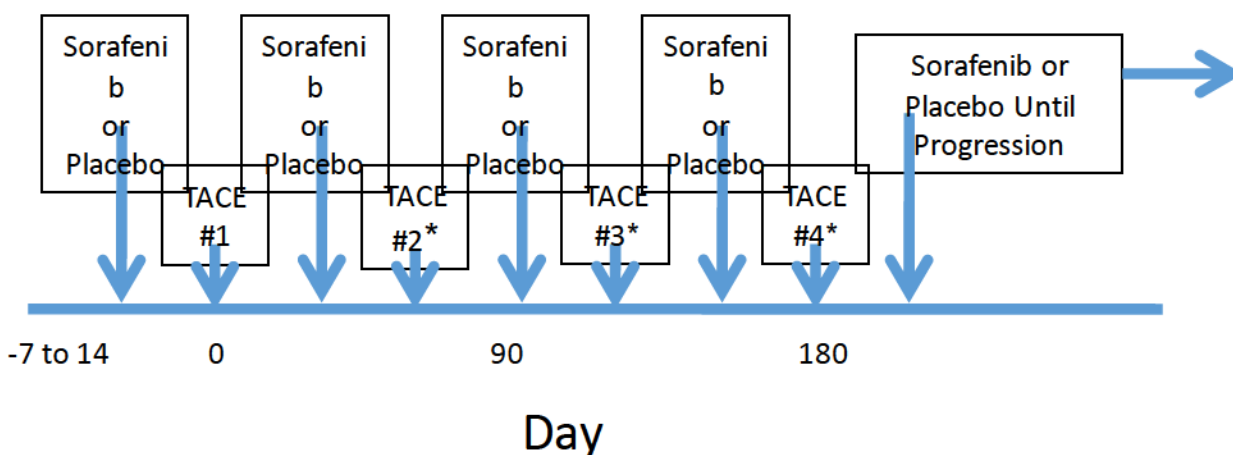 Sorafeni
b
or
Placebo
Sorafeni
b
or
Placebo
Sorafeni
b
or
Placebo
Sorafeni
b
or
Placebo
Sorafenib or
Placebo Until
Progression
TACE
#1
TACE
#2*
TACE
#3*
TACE
#4*
-7 to 14
0
90
180
Day